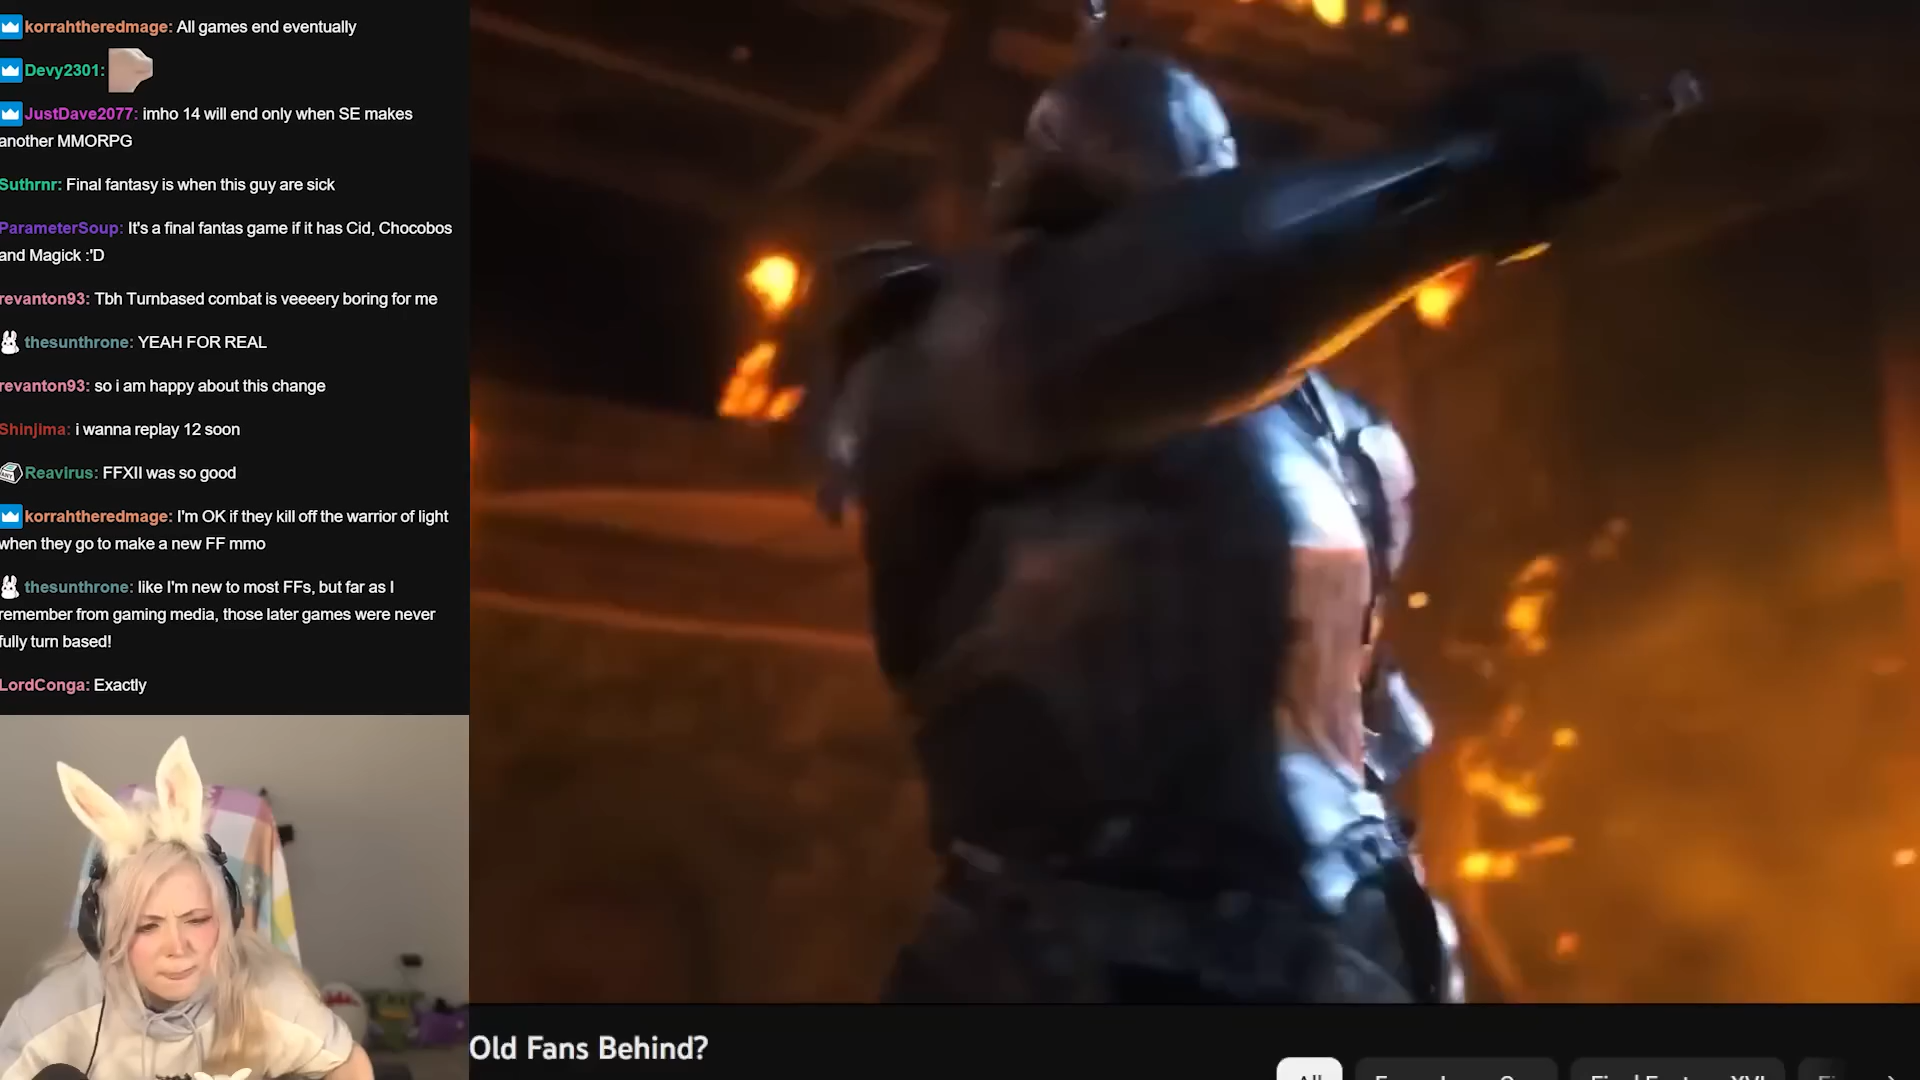 korrahtheredmage: All games end eventually
Devy2301:
JustDave2077: imho 14 will end only when SE makes
another MMORPG
Suthrnr: Final fantasy is when this guy are sick
ParameterSoup: It's a final fantas game if it has Cid, Chocobos
and Magick :'D
revanton93: Tbh Turnbased combat is veeeery boring for me
thesunthrone: YEAH FOR REAL
revanton93: so i am happy about this change
Shinjima: i wanna replay 12 soon
Reavirus: FFXII was so good
korrahtheredmage: I'm OK if they kill off the warrior of light
when they go to make a new FF mmo
thesunthrone: like I'm new to most FFs, but far as I
remember from gaming media, those later games were never
fully turn based!
LordConga: Exactly
Old Fans Behind?
All